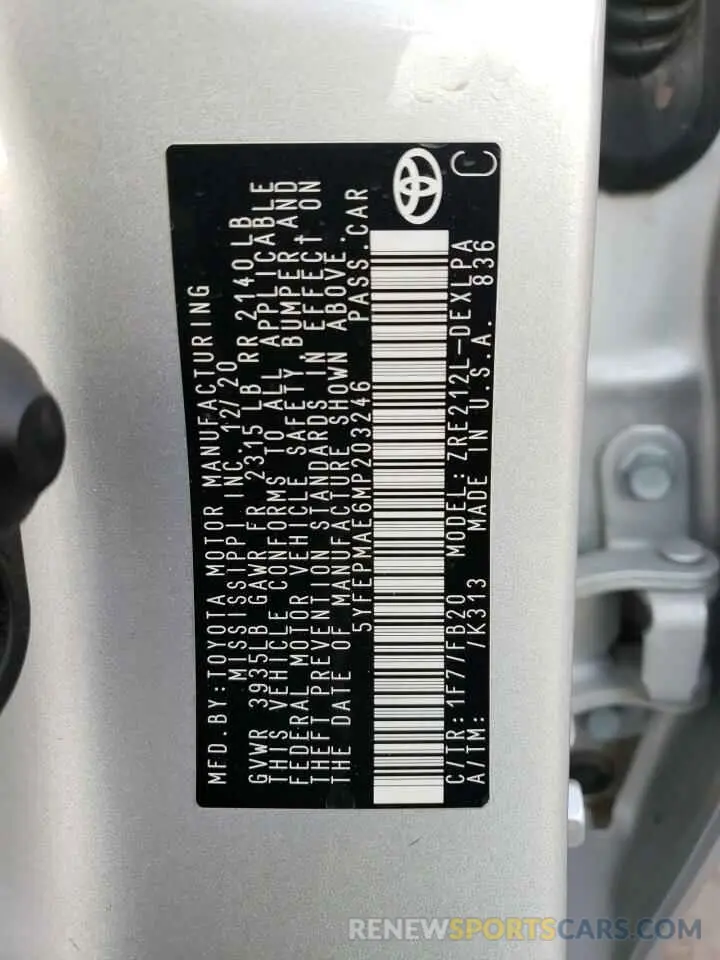 MFD.BY:TOYOTA MOTOR MANUFACTURING
MISSISSIPPI INC. 12/20
GVWR 3935LB GAWR FR 2315 LB RR 2140LB
THIS VEHICLE CONFORMS TO ALL APPLICABLE
FEDERAL MOTOR VEHICLE SAFETY, BUMPER AND
THEFT PREVENTION STANDARDS IN EFFECT ON
THE DATE OF MANUFACTURE SHOWN ABOVE.
5YFEPMAE6MP203246 PASS.CAR
C/TR: 1F7/FB20 MODEL: ZRE212L-DEXLPA
A/TM: /K313 MADE IN U.S.A. 836
C
RENEWSPORTSCARS.COM